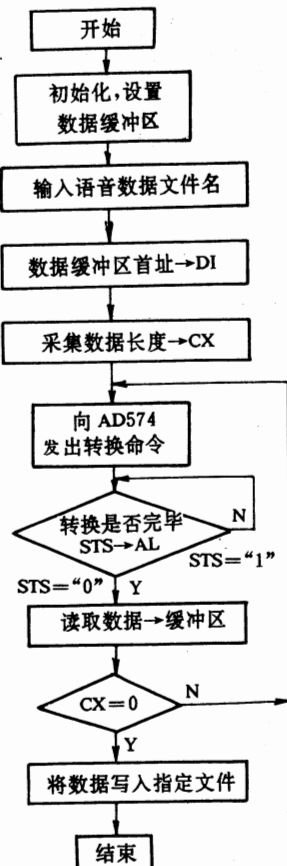 开始
初始化,设置
数据缓冲区
输入语音数据文件名
数据缓冲区首址→DI
采集数据长度→CX
向 AD574
发出转换命令
转换是否完毕
STS→AL
N
STS=“1”
STS=“0”
Y
读取数据→缓冲区
CX=0
N
Y
将数据写入指定文件
结束